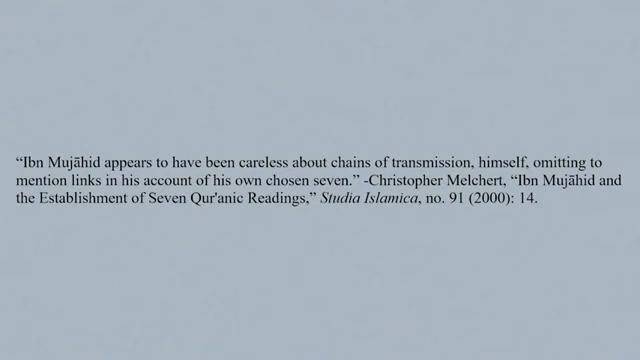 “Ibn Mujāhid appears to have been careless about chains of transmission, himself, omitting to
mention links in his account of his own chosen seven.” -Christopher Melchert, “Ibn Mujāhid and
the Establishment of Seven Qur'anic Readings,” Studia Islamica, no. 91 (2000): 14.